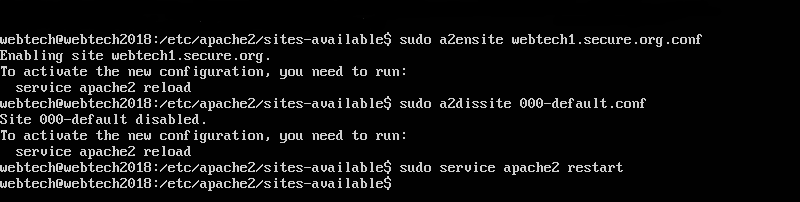 webtech@webtech2018:/etc/apache2/sites-available$ sudo a2ensite webtech1.secure.org.conf
Enabling site webtech1.secure.org.
To activate the new configuration, you need to run:
  service apache2 reload
webtech@webtech2018:/etc/apache2/sites-available$ sudo a2dissite 000-default.conf
Site 000-default disabled.
To activate the new configuration, you need to run:
  service apache2 reload
webtech@webtech2018:/etc/apache2/sites-available$ sudo service apache2 restart
webtech@webtech2018:/etc/apache2/sites-available$